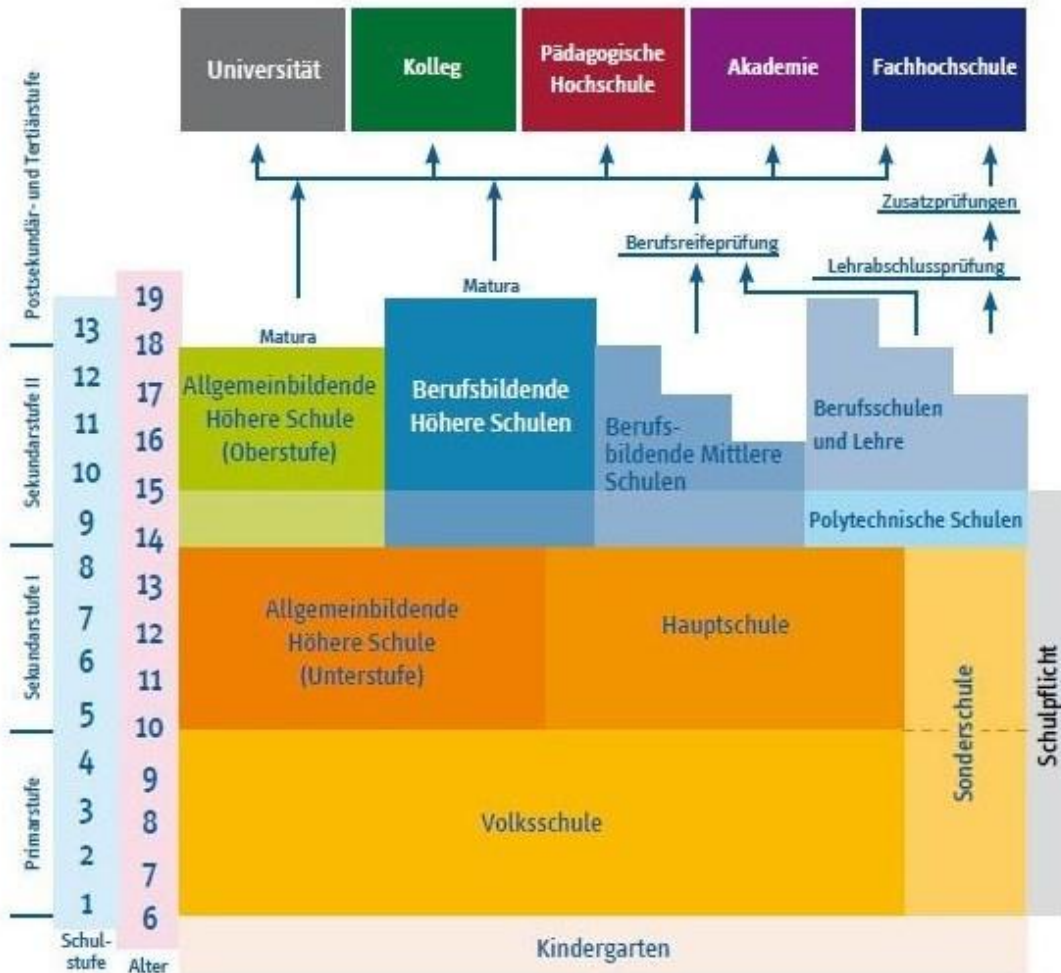 Universität
Kolleg
Pädagogische
Hochschule
Akademie
Fachhochschule
Postsekundär- und Tertiärstufe
Zusatzprüfungen
Berufsreifeprüfung
Lehrabschlussprüfung
Matura
Matura
19
13
18
Sekundarstufe II
12
17
11
16
10
15
9
14
Allgemeinbildende
Höhere Schule
(Oberstufe)
Berufsbildende
Höhere Schulen
Berufs-
bildende Mittlere
Schulen
Berufsschulen
und Lehre
Polytechnische Schulen
Sekundarstufe I
8
13
7
12
6
11
5
10
Allgemeinbildende
Höhere Schule
(Unterstufe)
Hauptschule
Sonderschule
Schulpflicht
Primarstufe
4
9
3
8
2
7
1
6
Volksschule
Schul-
stufe
Alter
Kindergarten